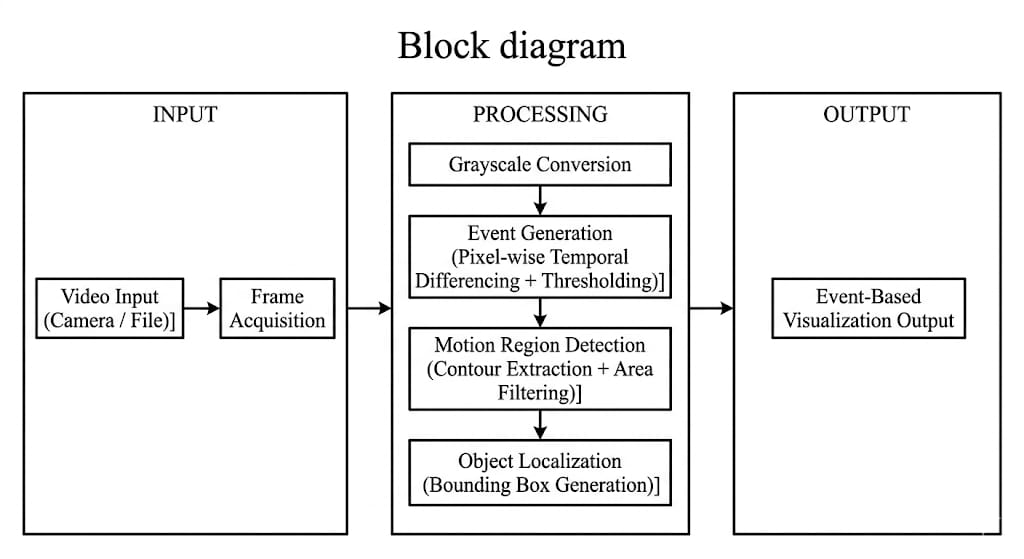 Block diagram
INPUT
Video Input
(Camera / File)]
Frame
Acquisition
PROCESSING
Grayscale Conversion
Event Generation
(Pixel-wise Temporal
Differencing + Thresholding)]
Motion Region Detection
(Contour Extraction + Area
Filtering)]
Object Localization
(Bounding Box Generation)]
OUTPUT
Event-Based
Visualization Output